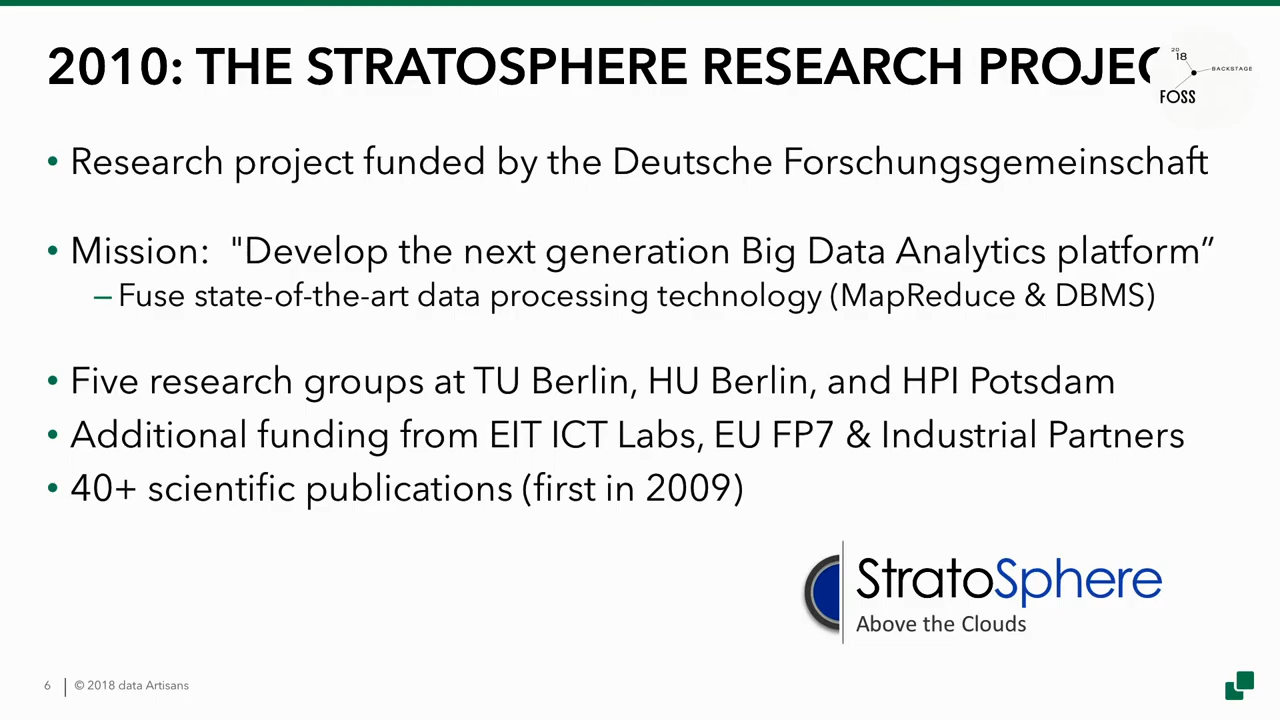 2010: THE STRATOSPHERE RESEARCH PROJEC
20
18
BACKSTAGE
FOSS
• Research project funded by the Deutsche Forschungsgemeinschaft
• Mission:  "Develop the next generation Big Data Analytics platform”
– Fuse state-of-the-art data processing technology (MapReduce & DBMS)
• Five research groups at TU Berlin, HU Berlin, and HPI Potsdam
• Additional funding from EIT ICT Labs, EU FP7 & Industrial Partners
• 40+ scientific publications (first in 2009)
StratoSphere
Above the Clouds
6 | © 2018 data Artisans